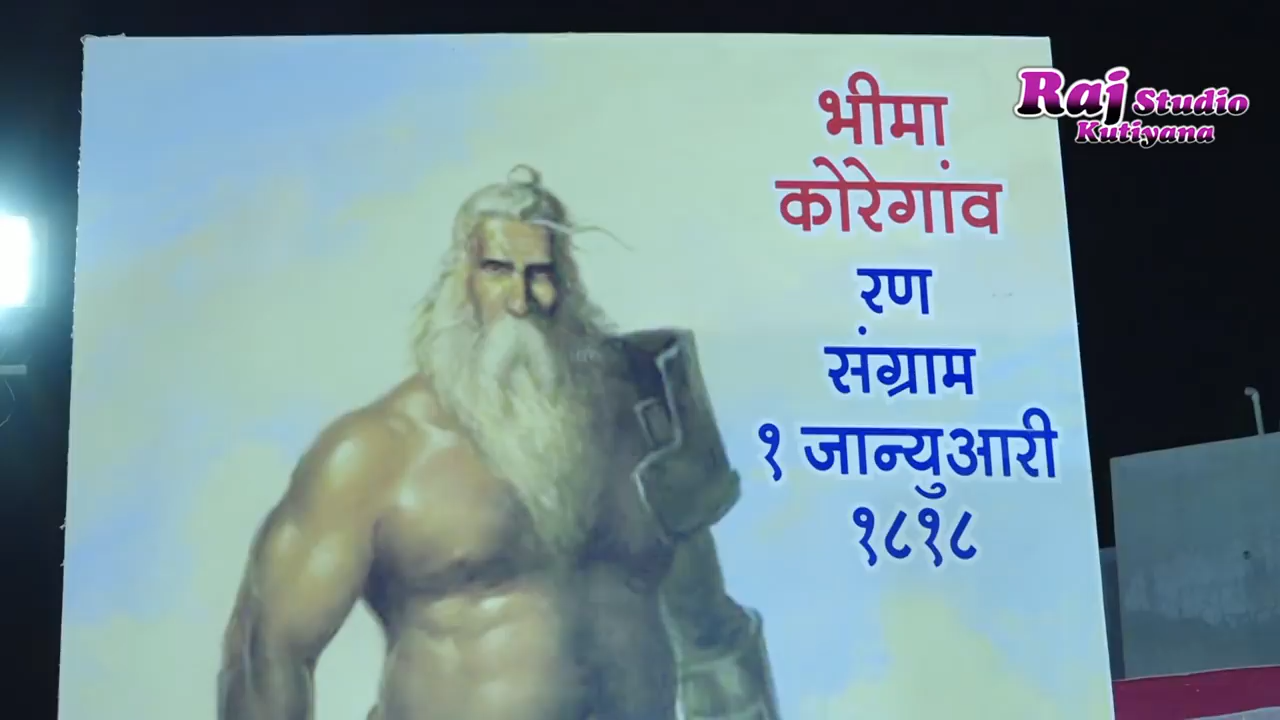 भीमा
कोरेगांव
रण
संग्राम
१ जान्युआरी
१८१८
Raj Studio
Kutiyana